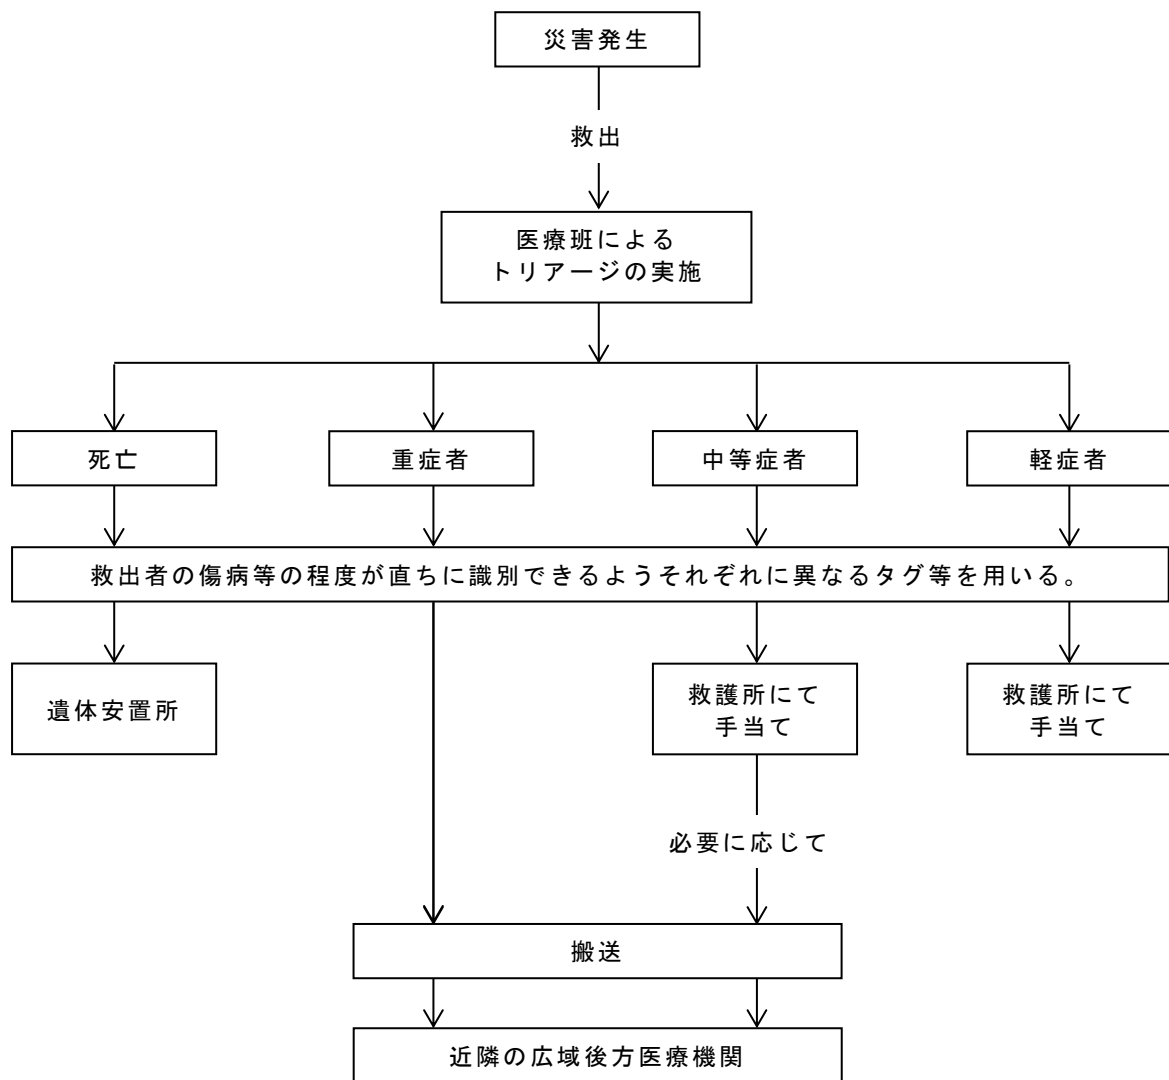 災害発生
救出
医療班による
トリアージの実施
死亡
重症者
中等症者
軽症者
救出者の傷病等の程度が直ちに識別できるようそれぞれに異なるタグ等を用いる。
遺体安置所
救護所にて
手当て
救護所にて
手当て
必要に応じて
搬送
近隣の広域後方医療機関